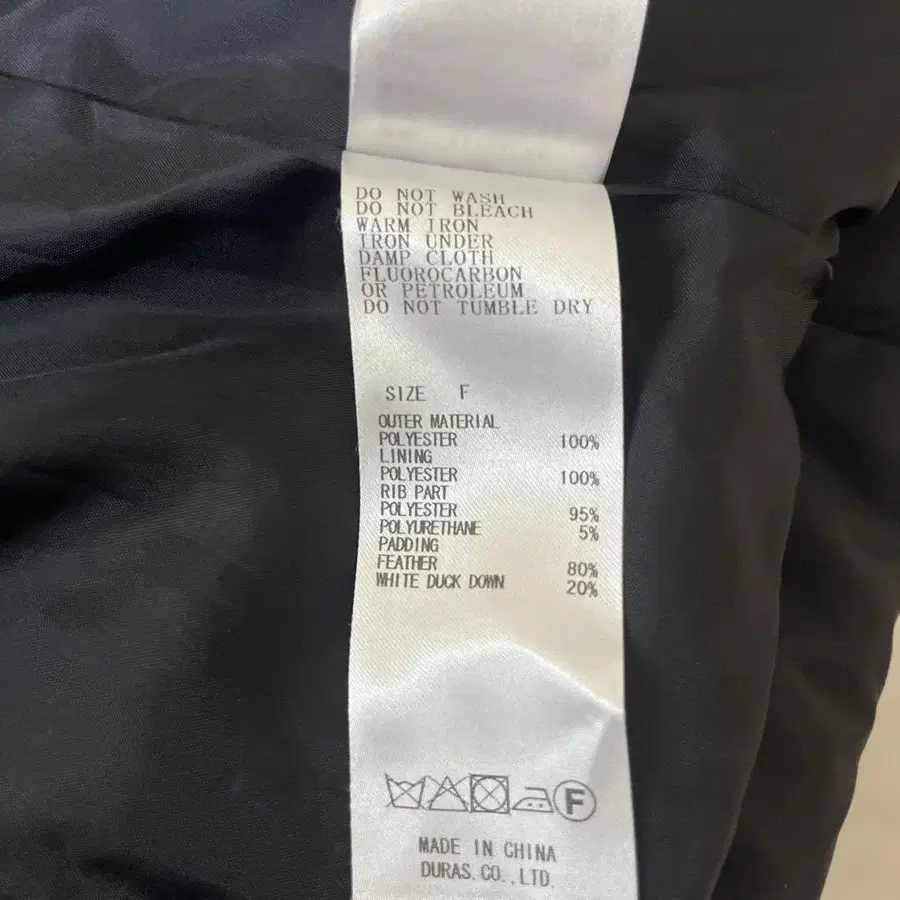 DO NOT WASH
DO NOT BLEACH
WARM IRON
IRON UNDER
DAMP CLOTH
FLUOROCARBON
OR PETROLEUM
DO NOT TUMBLE DRY
SIZE F
OUTER MATERIAL
POLYESTER 100%
LINING
POLYESTER 100%
RIB PART
POLYESTER 95%
POLYURETHANE 5%
PADDING
FEATHER 80%
WHITE DUCK DOWN 20%
F
MADE IN CHINA
DURAS.CO.,LTD.